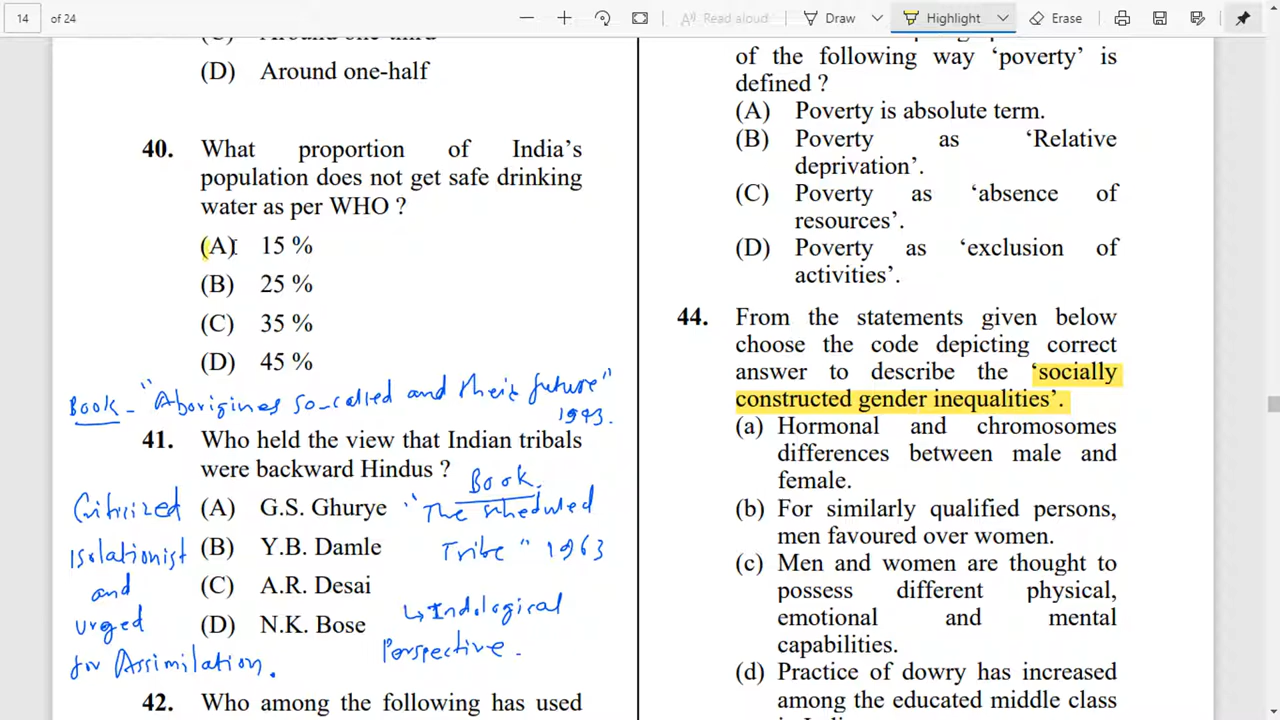 14 of 24
Read aloud
Draw
Highlight
Erase
(D) Around one-half
40. What proportion of India's
population does not get safe drinking
water as per WHO ?
(A) 15 %
(B) 25 %
(C) 35 %
(D) 45 %
Book - "Aborigines so-called and their future"
1943.
41. Who held the view that Indian tribals
were backward Hindus ?
Criticized
Isolationist
and
urged
for Assimilation.
(A) G.S. Ghurye
(B) Y.B. Damle
(C) A.R. Desai
(D) N.K. Bose
Book
"The scheduled
Tribe" 1963
↳ Indological
Perspective.
42. Who among the following has used
of the following way 'poverty' is
defined ?
(A) Poverty is absolute term.
(B) Poverty as 'Relative
deprivation'.
(C) Poverty as 'absence of
resources'.
(D) Poverty as 'exclusion of
activities'.
44. From the statements given below
choose the code depicting correct
answer to describe the 'socially
constructed gender inequalities'.
(a) Hormonal and chromosomes
differences between male and
female.
(b) For similarly qualified persons,
men favoured over women.
(c) Men and women are thought to
possess different physical,
emotional and mental
capabilities.
(d) Practice of dowry has increased
among the educated middle class